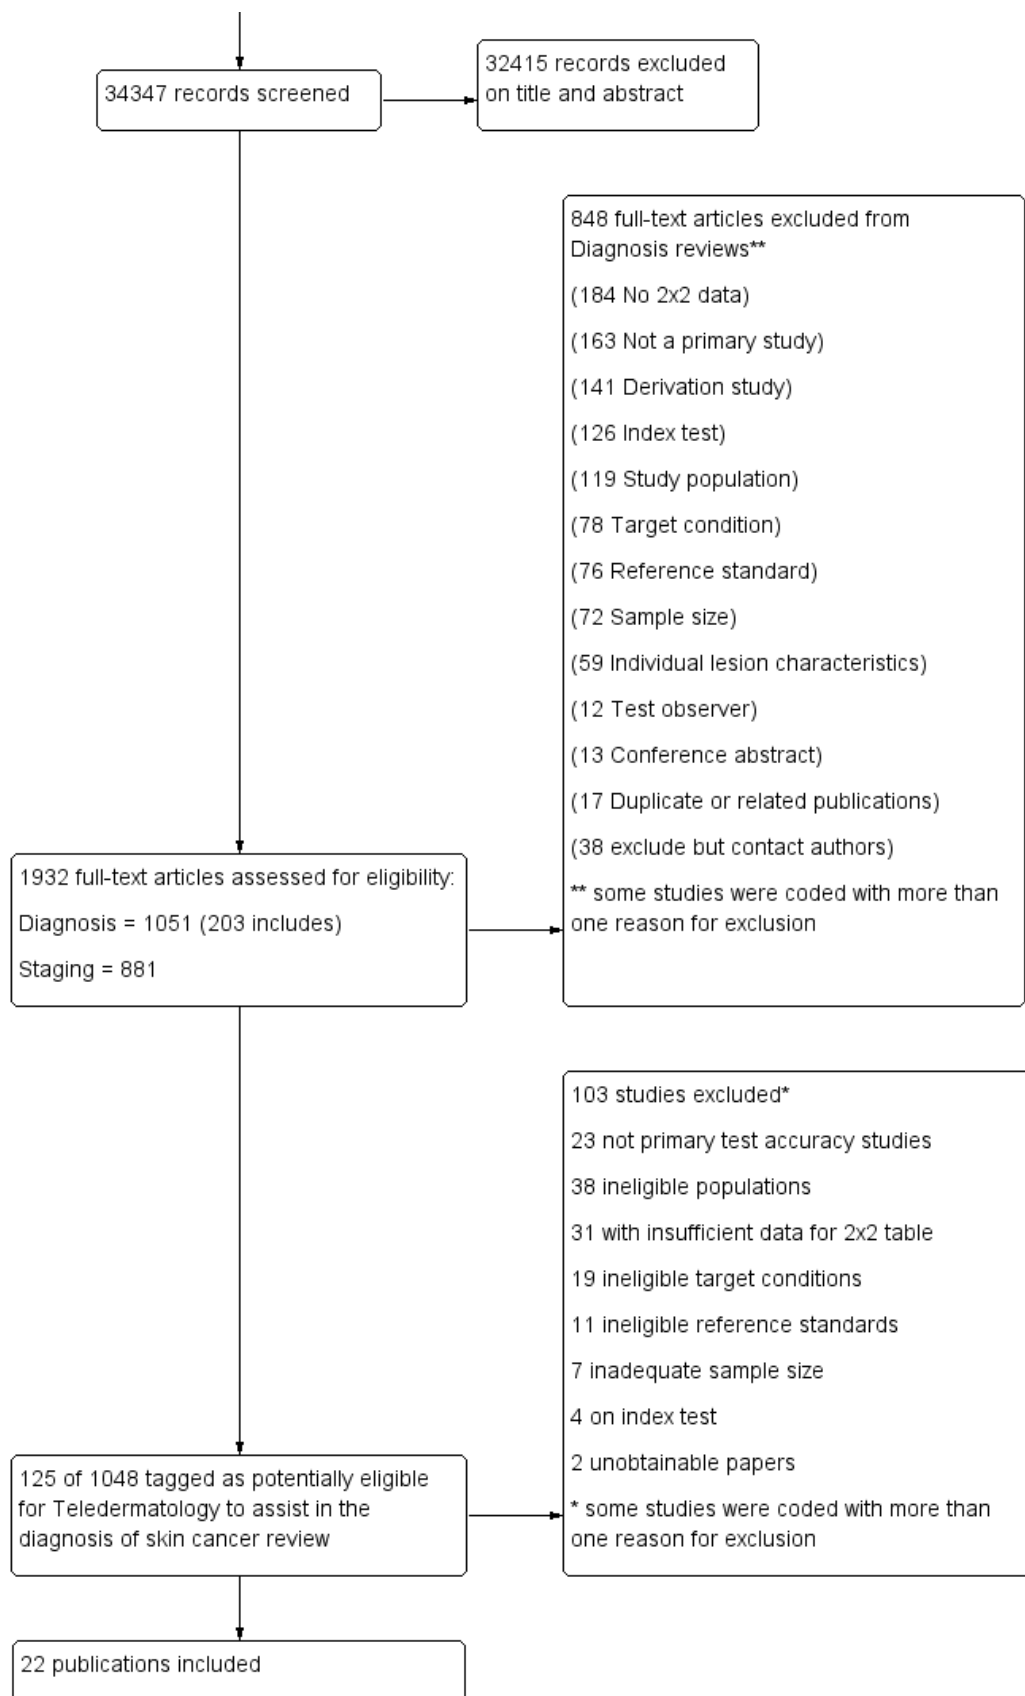 34347 records screened
32415 records excluded
on title and abstract
848 full-text articles excluded from
Diagnosis reviews**
(184 No 2x2 data)
(163 Not a primary study)
(141 Derivation study)
(126 Index test)
(119 Study population)
(78 Target condition)
(76 Reference standard)
(72 Sample size)
(59 Individual lesion characteristics)
(12 Test observer)
(13 Conference abstract)
(17 Duplicate or related publications)
(38 exclude but contact authors)
** some studies were coded with more than
one reason for exclusion
1932 full-text articles assessed for eligibility:
Diagnosis = 1051 (203 includes)
Staging = 881
103 studies excluded*
23 not primary test accuracy studies
38 ineligible populations
31 with insufficient data for 2x2 table
19 ineligible target conditions
11 ineligible reference standards
7 inadequate sample size
4 on index test
2 unobtainable papers
* some studies were coded with more than
one reason for exclusion
125 of 1048 tagged as potentially eligible
for Teledermatology to assist in the
diagnosis of skin cancer review
22 publications included